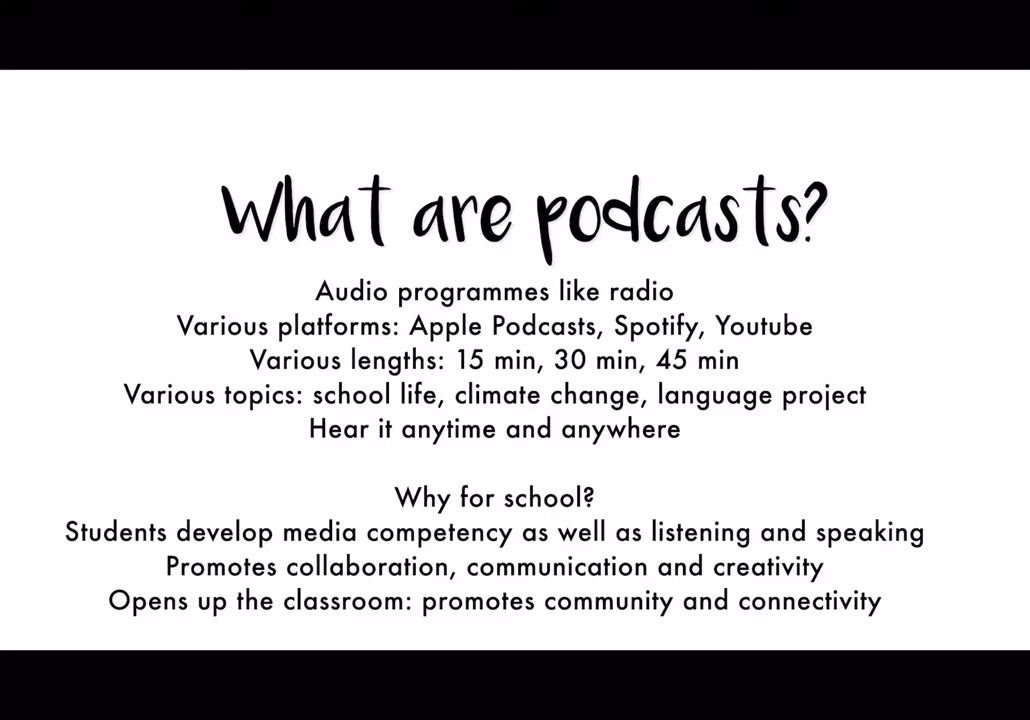 What are podcasts?
Audio programmes like radio
Various platforms: Apple Podcasts, Spotify, Youtube
Various lengths: 15 min, 30 min, 45 min
Various topics: school life, climate change, language project
Hear it anytime and anywhere
Why for school?
Students develop media competency as well as listening and speaking
Promotes collaboration, communication and creativity
Opens up the classroom: promotes community and connectivity